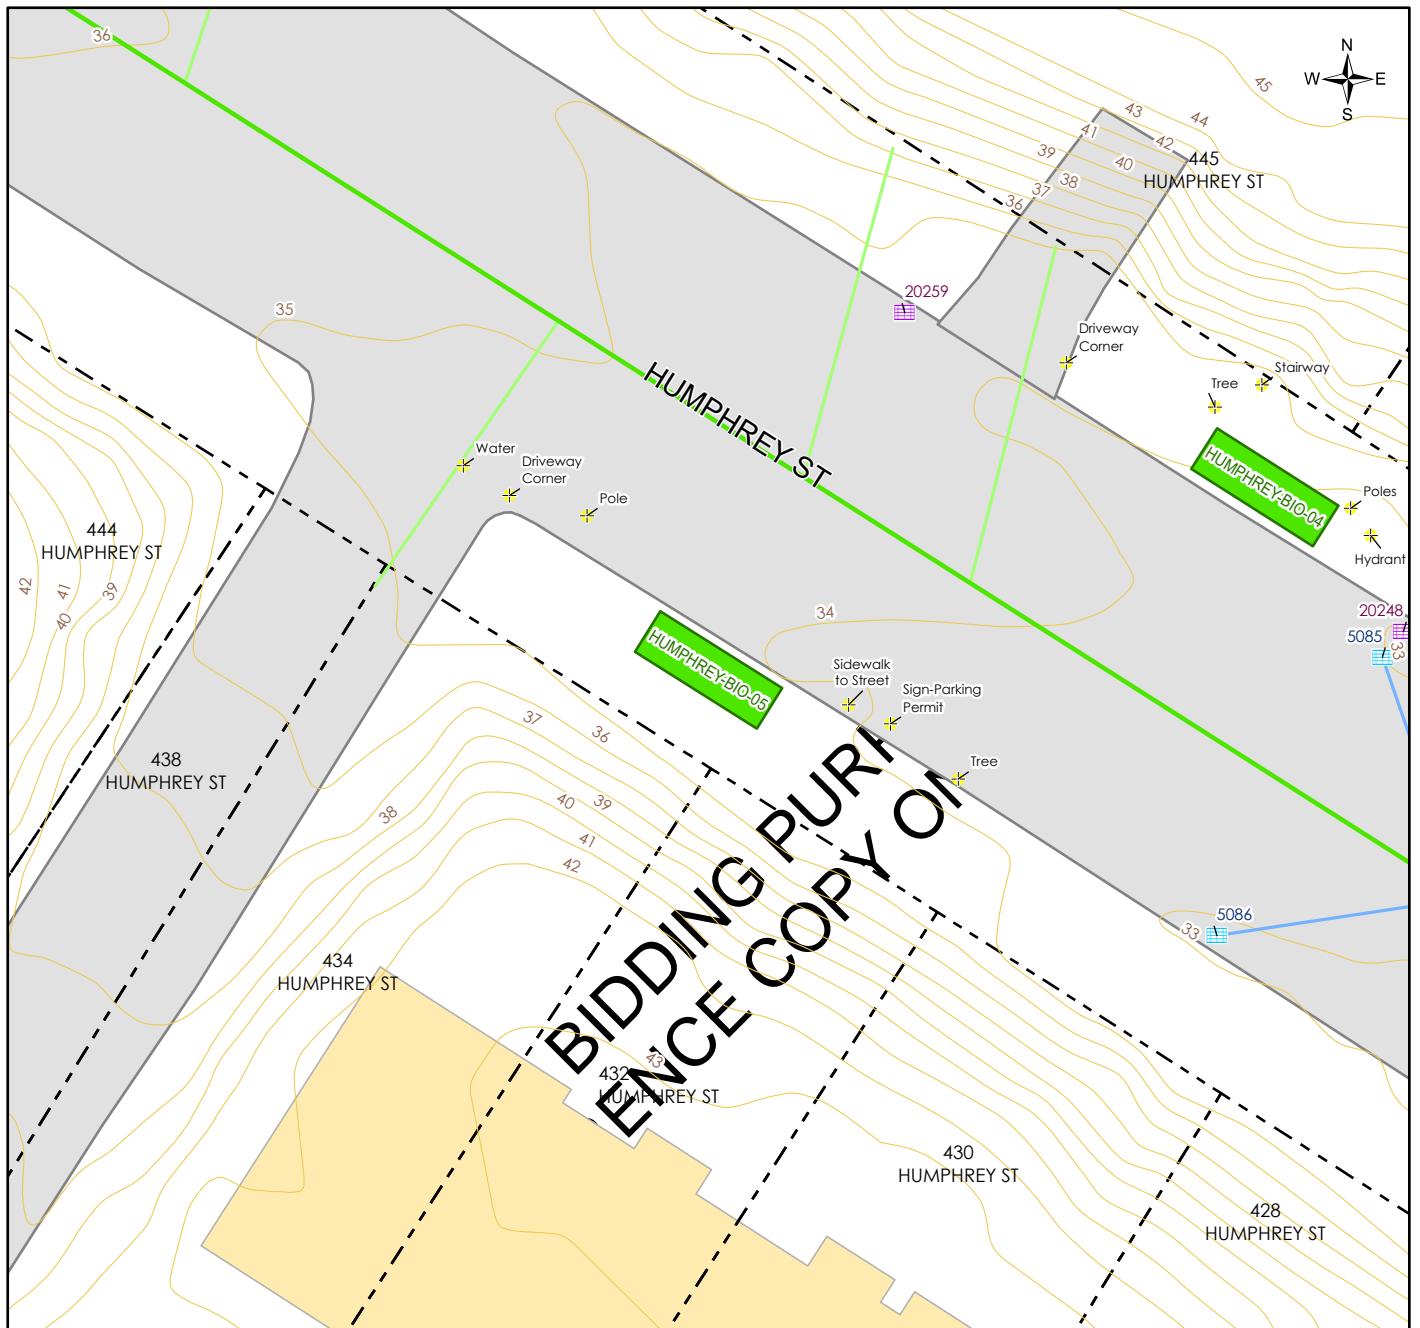 36
N
W E
S
45
43
44
41
42
39
40
445
HUMPHREY ST
38
37
36
20259
35
Driveway
Corner
Stairway
Tree
HUMPHREY ST
Water
Driveway
Corner
Pole
HUMPHREY-BIO-04
Poles
Hydrant
444
HUMPHREY ST
42
41
40
39
34
20248
5085
33
HUMPHREY-BIO-05
Sidewalk
to Street
Sign-Parking
Permit
Tree
37
36
438
HUMPHREY ST
38
40
39
41
42
BIDDING PUR
ENCE COPY ON
5086
33
434
HUMPHREY ST
43
432
HUMPHREY ST
430
HUMPHREY ST
428
HUMPHREY ST